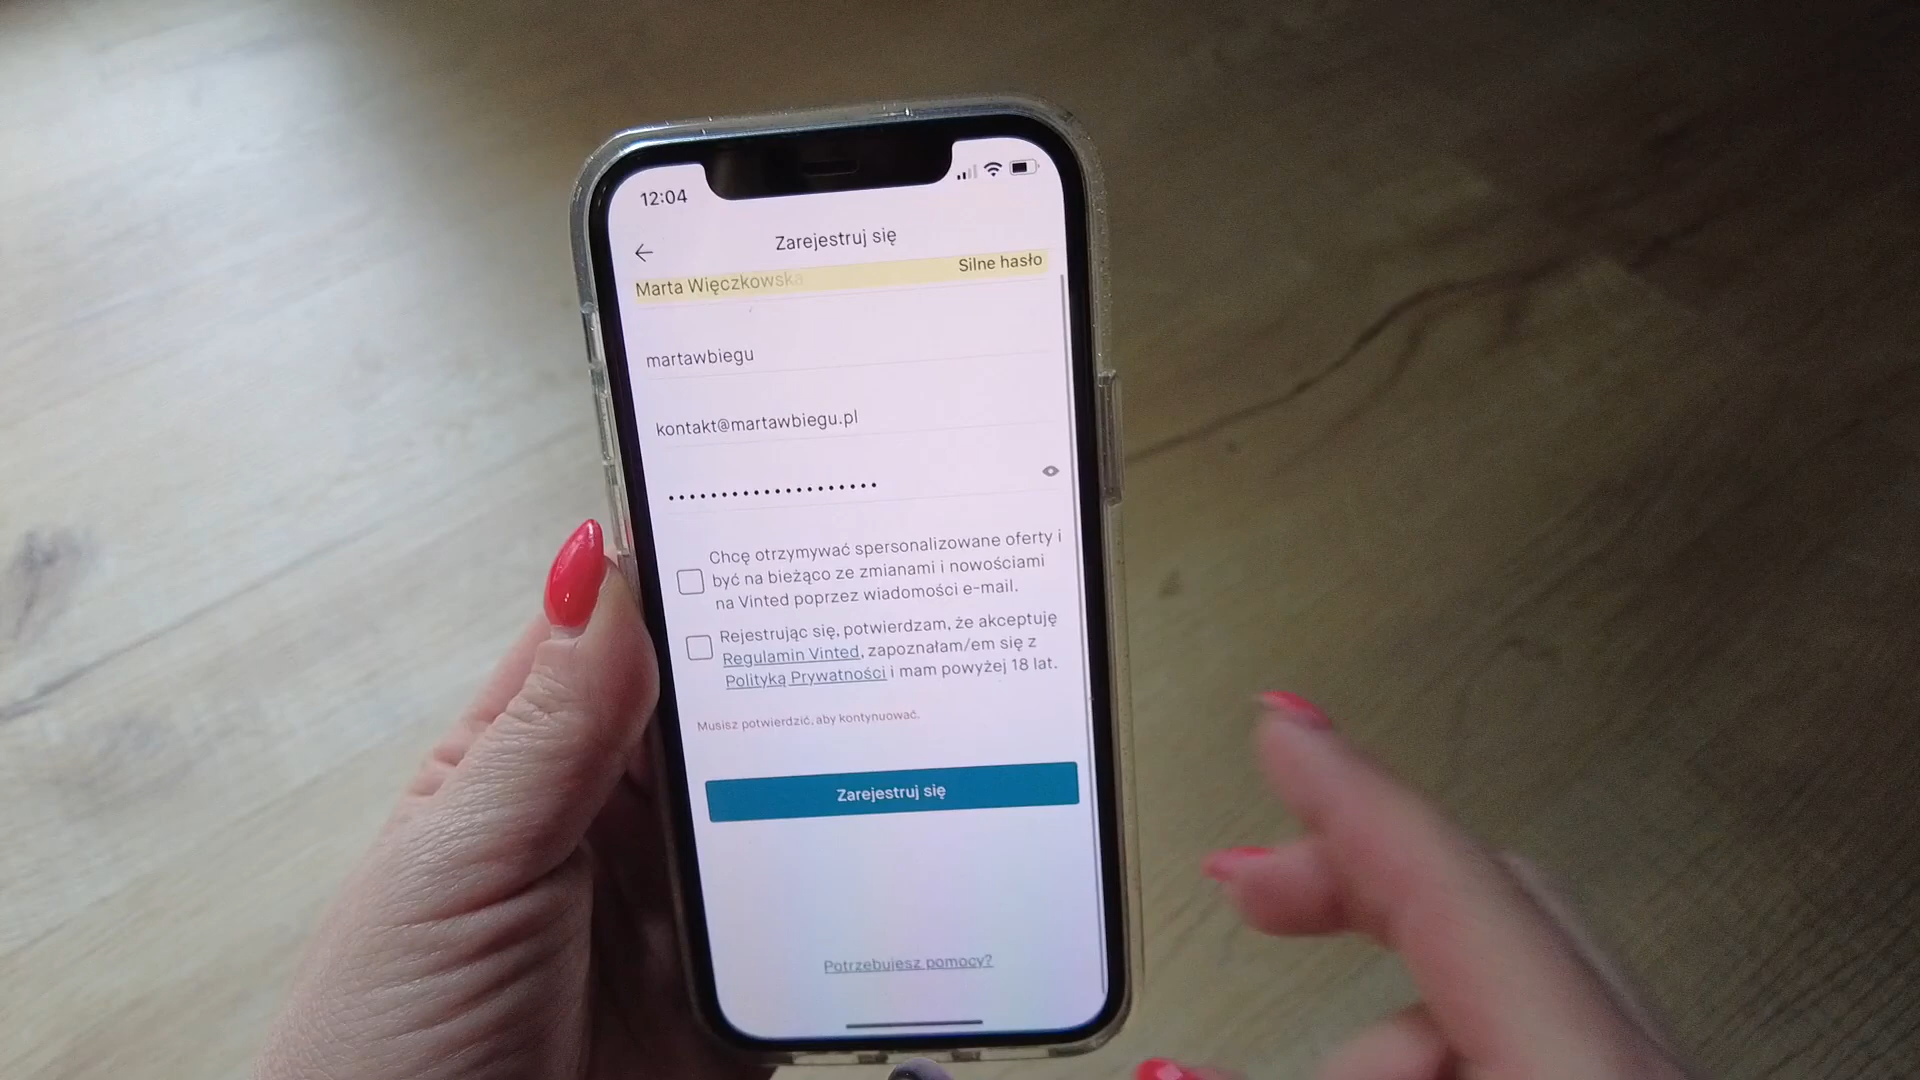 12:04
Zarejestruj się
Marta Więczkowska Silne hasło
martawbiegu
kontakt@martawbiegu.pl
Chcę otrzymywać spersonalizowane oferty i
być na bieżąco ze zmianami i nowościami
na Vinted poprzez wiadomości e-mail.
Rejestrując się, potwierdzam, że akceptuję
Regulamin Vinted, zapoznałam/em się z
Polityką Prywatności i mam powyżej 18 lat.
Musisz potwierdzić, aby kontynuować.
Zarejestruj się
Potrzebujesz pomocy?